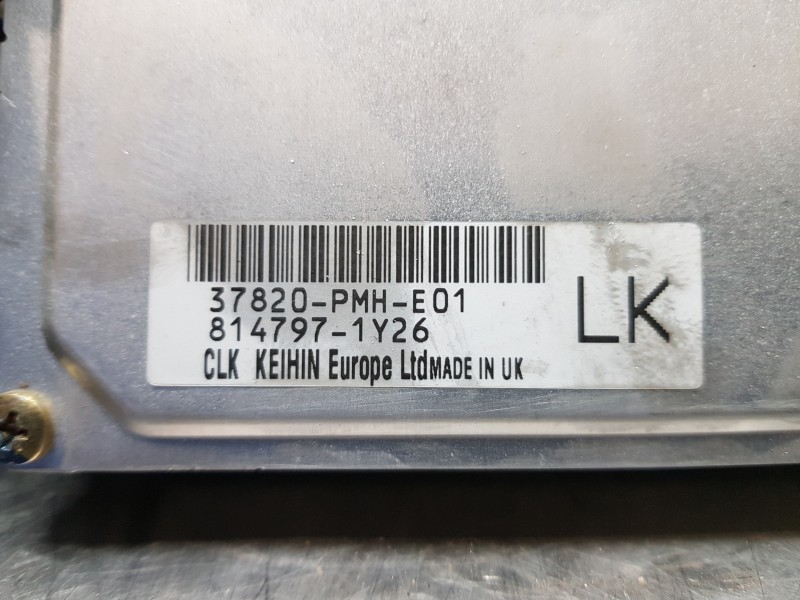 37820-PMH-E01
814797-1Y26
CLK KEIHIN Europe Ltd MADE IN UK
LK